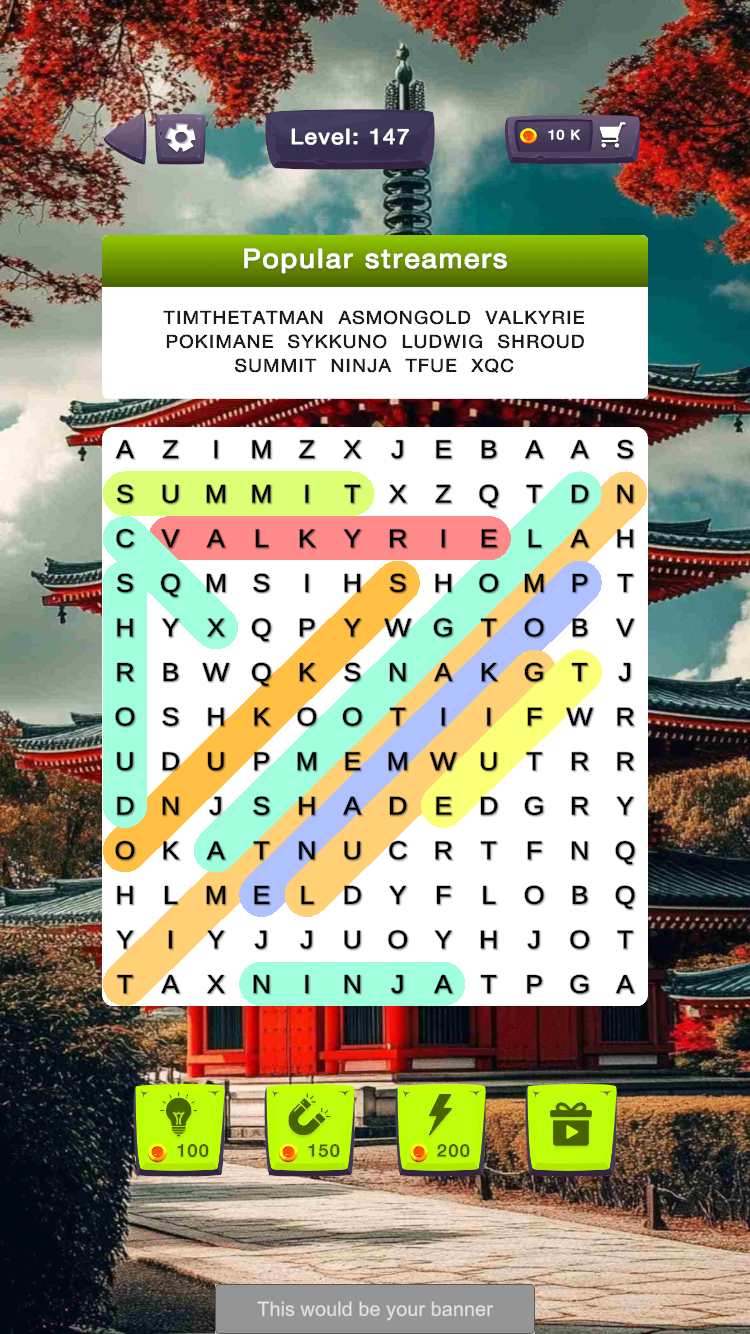 Level: 147
10 K
Popular streamers
TIMTHETATMAN ASMONGOLD VALKYRIE
POKIMANE SYKKUNO LUDWIG SHROUD
SUMMIT NINJA TFUE XQC
A Z I M Z X J E B A A S
S U M M I T X Z Q T D N
C V A L K Y R I E L A H
S Q M S I H S H O M P T
H Y X Q P Y W G T O B V
R B W Q K S N A K G T J
O S H K O O T I I F W R
U D U P M E M W U T R R
D N J S H A D E D G R Y
O K A T N U C R T F N Q
H L M E L D Y F L O B Q
Y I Y J J U O Y H J O T
T A X N I N J A T P G A
100 150 200
This would be your banner